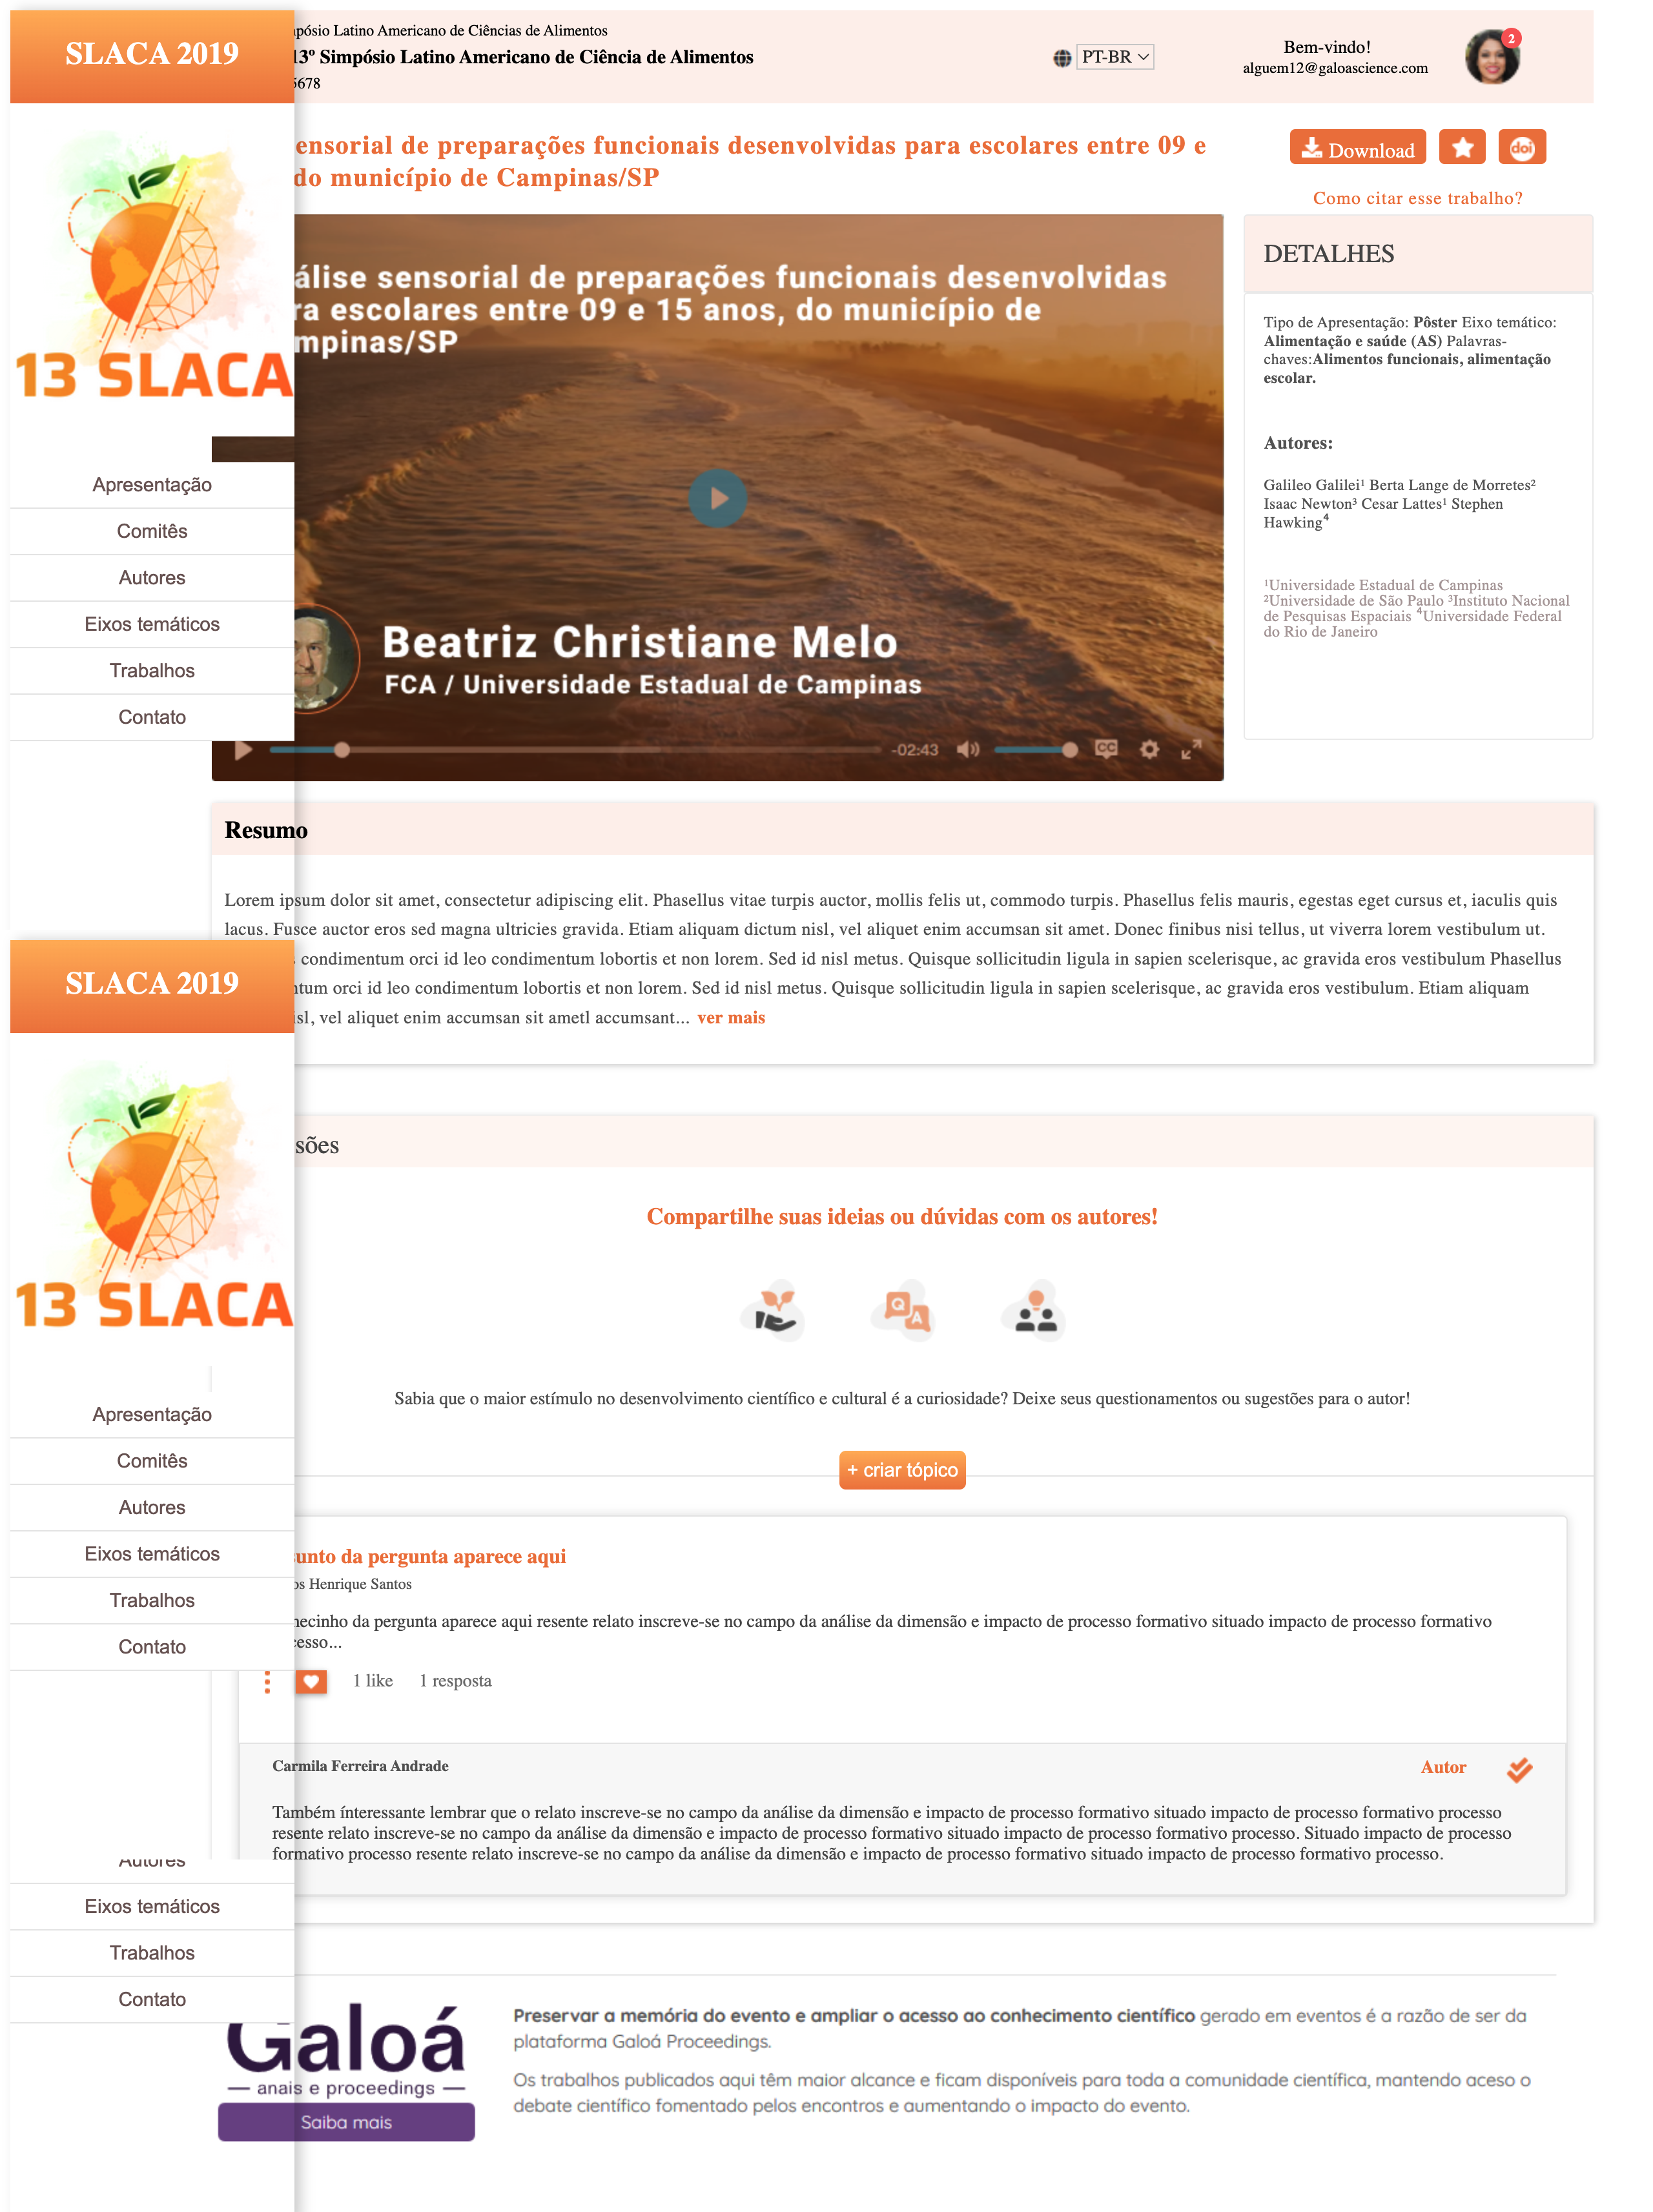 SLACA 2019
13 SLACA
Apresentação
Comitês
Autores
Eixos temáticos
Trabalhos
Contato
Latino Americano de Ciências de Alimentos
13º Simpósio Latino Americano de Ciência de Alimentos
5678
PT-BR
Bem-vindo!
alguem12@galoascience.com
2
ensorial de preparações funcionais desenvolvidas para escolares entre 09 e
do município de Campinas/SP
Download
doi
Como citar esse trabalho?
álise sensorial de preparações funcionais desenvolvidas
ra escolares entre 09 e 15 anos, do município de
mpinas/SP
Beatriz Christiane Melo
FCA / Universidade Estadual de Campinas
-02:43
CC
DETALHES
Tipo de Apresentação: Pôster Eixo temático:
Alimentação e saúde (AS) Palavras-
chaves:Alimentos funcionais, alimentação
escolar.
Autores:
Galileo Galilei¹ Berta Lange de Morretes²
Isaac Newton³ Cesar Lattes¹ Stephen
Hawking⁴
¹Universidade Estadual de Campinas
²Universidade de São Paulo ³Instituto Nacional
de Pesquisas Espaciais ⁴Universidade Federal
do Rio de Janeiro
Resumo
Lorem ipsum dolor sit amet, consectetur adipiscing elit. Phasellus vitae turpis auctor, mollis felis ut, commodo turpis. Phasellus felis mauris, egestas eget cursus et, iaculis quis
lacus. Fusce auctor eros sed magna ultricies gravida. Etiam aliquam dictum nisl, vel aliquet enim accumsan sit amet. Donec finibus nisi tellus, ut viverra lorem vestibulum ut.
condimentum orci id leo condimentum lobortis et non lorem. Sed id nisl metus. Quisque sollicitudin ligula in sapien scelerisque, ac gravida eros vestibulum Phasellus
ntum orci id leo condimentum lobortis et non lorem. Sed id nisl metus. Quisque sollicitudin ligula in sapien scelerisque, ac gravida eros vestibulum. Etiam aliquam
isl, vel aliquet enim accumsan sit ametl accumsant... ver mais
SLACA 2019
13 SLACA
Apresentação
Comitês
Autores
Eixos temáticos
Trabalhos
Contato
sões
Compartilhe suas ideias ou dúvidas com os autores!
Q
A
Sabia que o maior estímulo no desenvolvimento científico e cultural é a curiosidade? Deixe seus questionamentos ou sugestões para o autor!
+ criar tópico
unto da pergunta aparece aqui
os Henrique Santos
mecinho da pergunta aparece aqui resente relato inscreve-se no campo da análise da dimensão e impacto de processo formativo situado impacto de processo formativo
cesso...
1 like 1 resposta
Carmila Ferreira Andrade
Autor
Também ínteressante lembrar que o relato inscreve-se no campo da análise da dimensão e impacto de processo formativo situado impacto de processo formativo processo
resente relato inscreve-se no campo da análise da dimensão e impacto de processo formativo situado impacto de processo formativo processo. Situado impacto de processo
formativo processo resente relato inscreve-se no campo da análise da dimensão e impacto de processo formativo situado impacto de processo formativo processo.
Autores
Eixos temáticos
Trabalhos
Contato
Galoá
anais e proceedings
Saiba mais
Preservar a memória do evento e ampliar o acesso ao conhecimento científico gerado em eventos é a razão de ser da
plataforma Galoá Proceedings.
Os trabalhos publicados aqui têm maior alcance e ficam disponíveis para toda a comunidade científica, mantendo aceso o
debate científico fomentado pelos encontros e aumentando o impacto do evento.